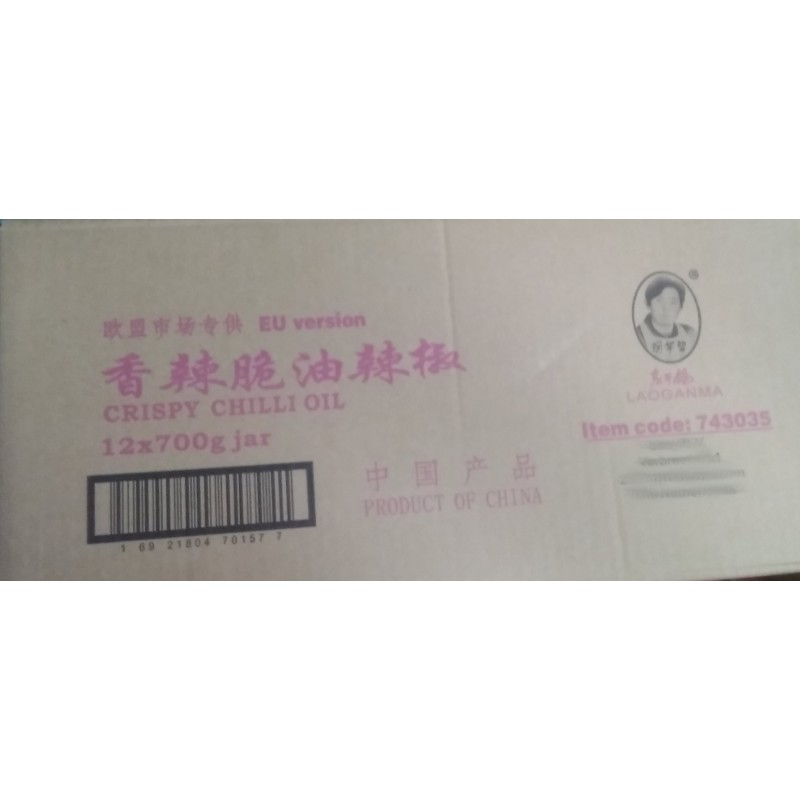 欧盟市场专供 EU version
香辣脆油辣椒
CRISPY CHILLI OIL
12x700g jar
1 69 21804 70157 7
中国产品
PRODUCT OF CHINA
®
LAOGANMA
Item code: 743035